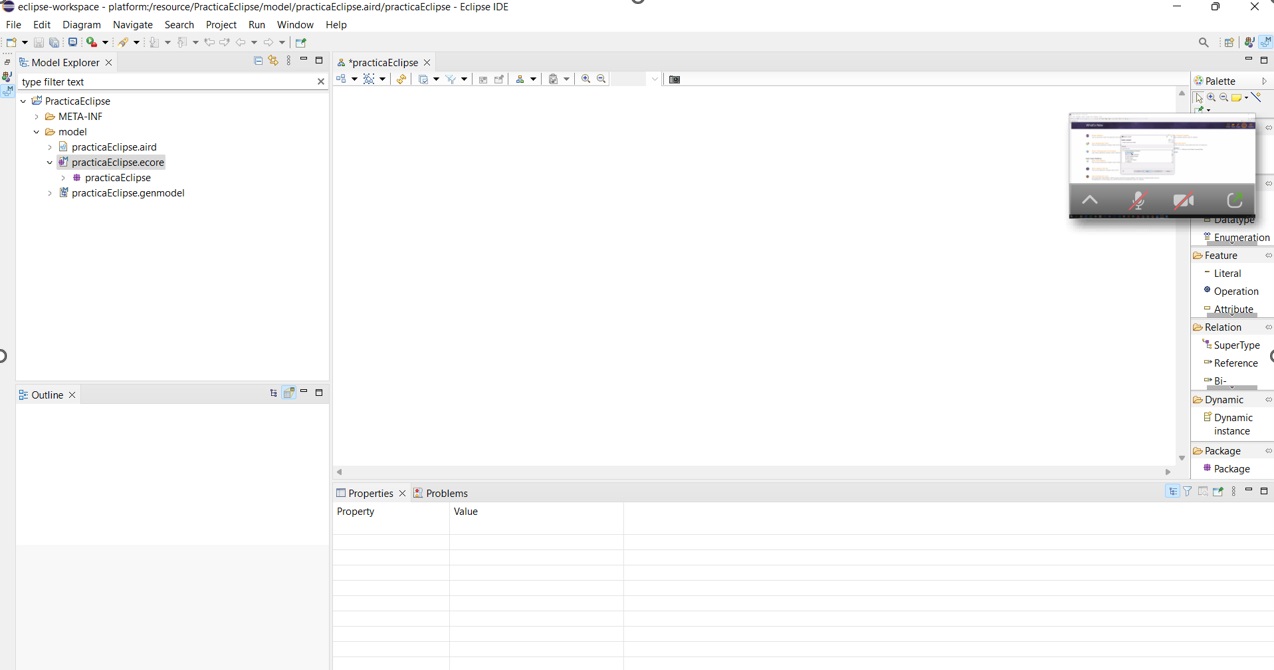 eclipse-workspace - platform:/resource/PracticaEclipse/model/practicaEclipse.aird/practicaEclipse - Eclipse IDE
File Edit Diagram Navigate Search Project Run Window Help
Model Explorer
type filter text
PracticaEclipse
META-INF
model
practicaEclipse.aird
practicaEclipse.ecore
practicaEclipse
practicaEclipse.genmodel
Outline
*practicaEclipse
Palette
Datatype
Enumeration
Feature
Literal
Operation
Attribute
Relation
SuperType
Reference
Bi-
Dynamic
Dynamic
instance
Package
Package
Properties Problems
Property Value